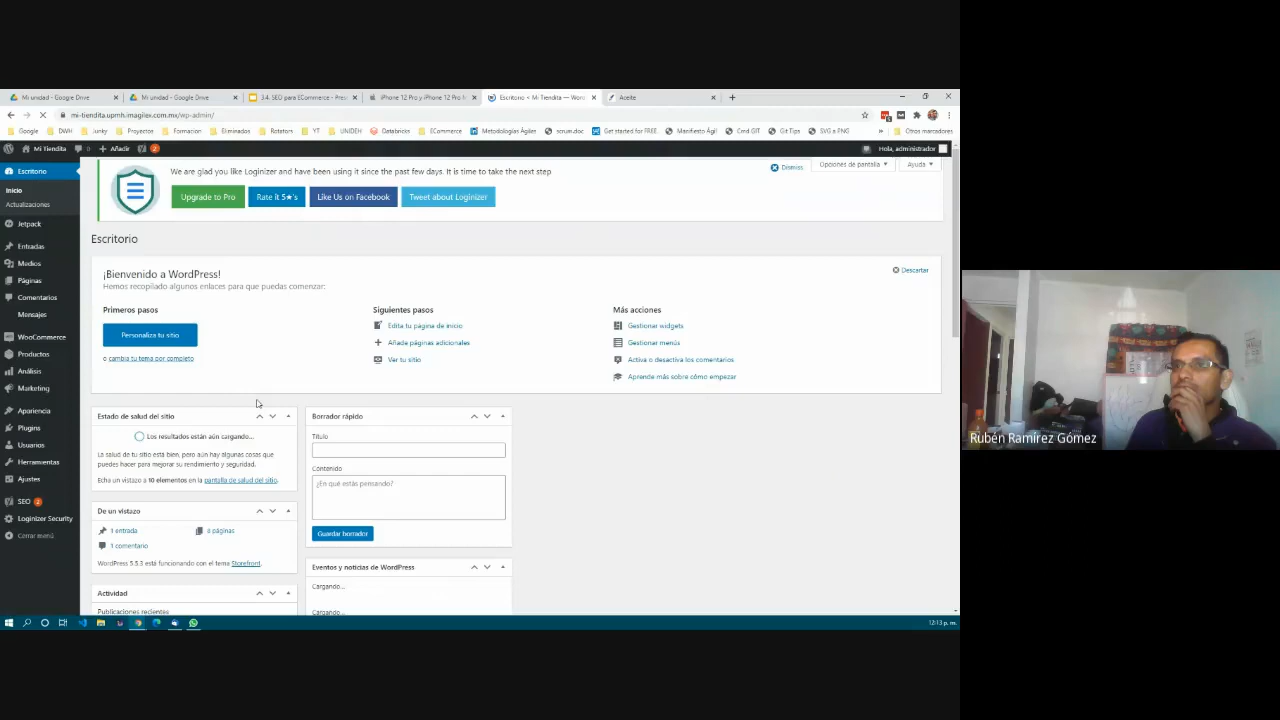 Mi unidad - Google Drive
Mi unidad - Google Drive
3.4. SEO para ECommerce - Pres
iPhone 12 Pro y iPhone 12 Pro
Escritorio < Mi Tiendita — Word
Aceite
mi-tiendita.upmh.imagilex.com.mx/wp-admin/
Google
DWH
Junky
Proyectos
Formacion
Eliminados
Rotators
YT
UNIDEH
Databricks
ECommerce
Metodologías Ágiles
scrum.doc
Get started for FREE
Manifiesto Ágil
Cmd GIT
Git Tips
SVG a PNG
Otros marcadores
Mi Tiendita
0
Añadir
2
Hola, administrador
Escritorio
Inicio
Actualizaciones
Jetpack
Entradas
Medios
Páginas
Comentarios
Mensajes
WooCommerce
Productos
Análisis
Marketing
Apariencia
Plugins
Usuarios
Herramientas
Ajustes
SEO 2
Loginizer Security
Cerrar menú
We are glad you like Loginizer and have been using it since the past few days. It is time to take the next step
Dismiss
Opciones de pantalla
Ayuda
Upgrade to Pro
Rate it 5★'s
Like Us on Facebook
Tweet about Loginizer
Escritorio
¡Bienvenido a WordPress!
Descartar
Hemos recopilado algunos enlaces para que puedas comenzar:
Primeros pasos
Personaliza tu sitio
o cambia tu tema por completo
Siguientes pasos
Edita tu página de inicio
Añade páginas adicionales
Ver tu sitio
Más acciones
Gestionar widgets
Gestionar menús
Activa o desactiva los comentarios
Aprende más sobre cómo empezar
Estado de salud del sitio
Los resultados están aún cargando...
La salud de tu sitio está bien, pero aún hay algunas cosas que
puedes hacer para mejorar su rendimiento y seguridad.
Echa un vistazo a 10 elementos en la pantalla de salud del sitio.
De un vistazo
1 entrada
8 páginas
1 comentario
WordPress 5.5.3 está funcionando con el tema Storefront.
Actividad
Publicaciones recientes
Borrador rápido
Título
Contenido
¿En qué estás pensando?
Guardar borrador
Eventos y noticias de WordPress
Cargando...
Cargando...
12:13 p. m.
Rubén Ramírez Gómez